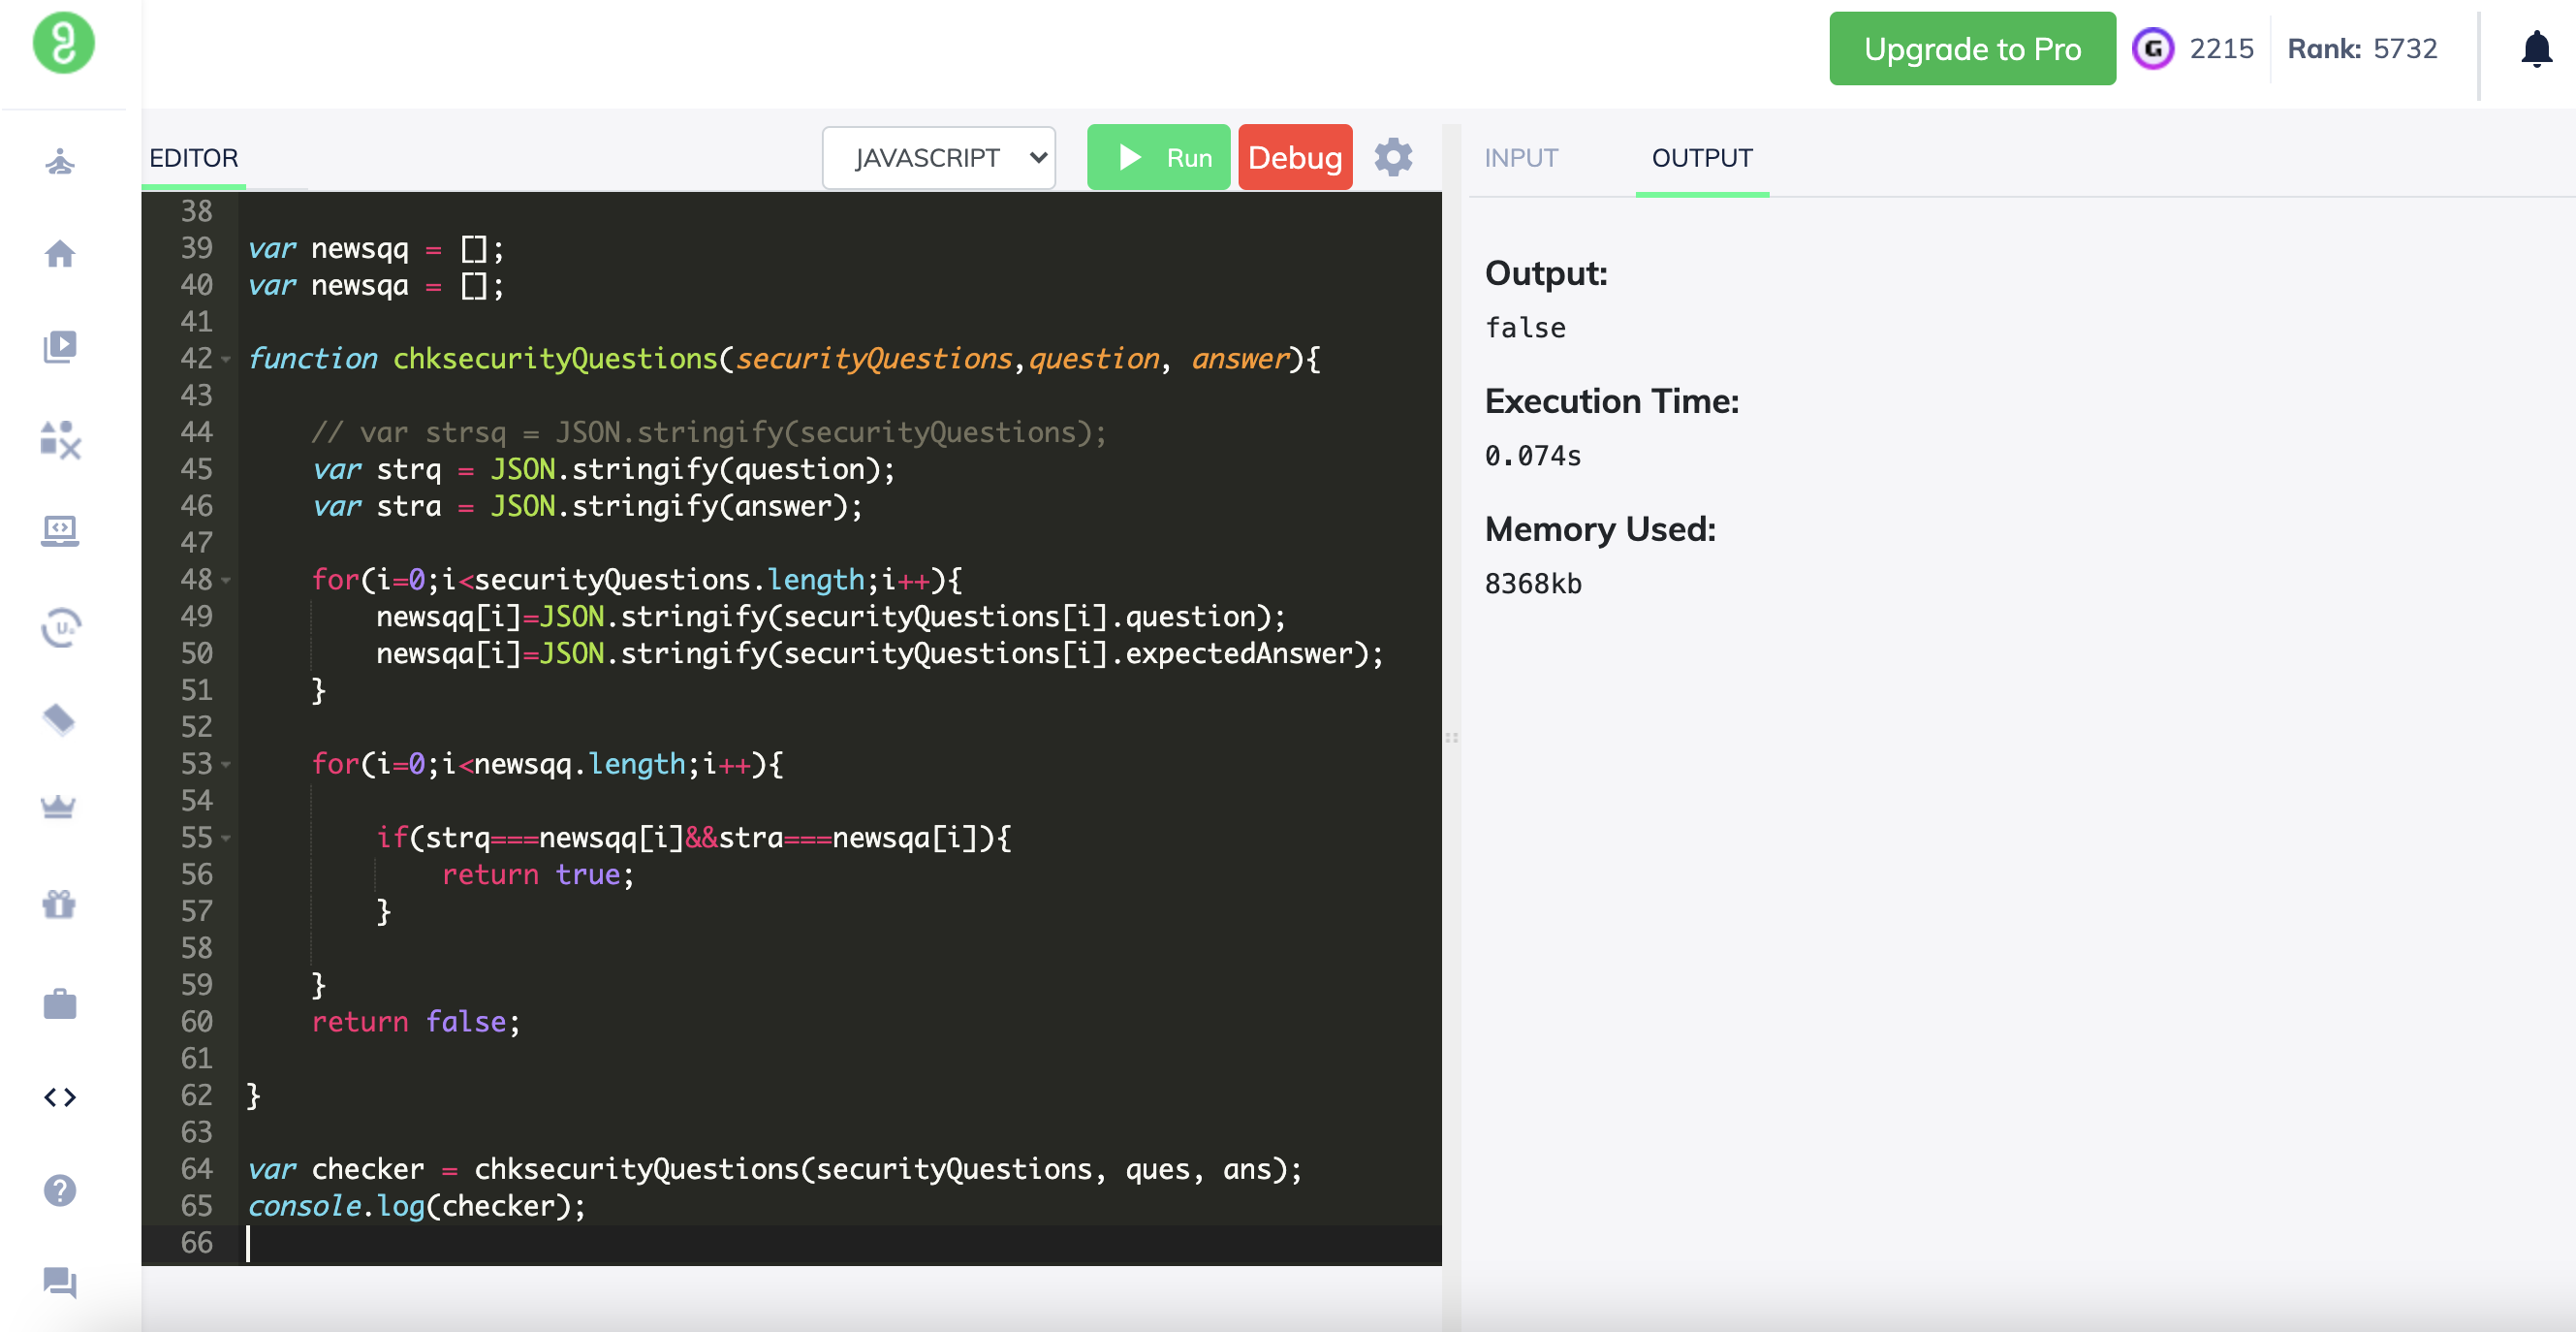 Upgrade to Pro
G 2215 Rank: 5732
EDITOR
JAVASCRIPT
Run
Debug
INPUT
OUTPUT
38
39 var newsqq = [];
40 var newsqa = [];
41
42 function chksecurityQuestions(securityQuestions,question, answer){
43
44 // var strsq = JSON.stringify(securityQuestions);
45 var strq = JSON.stringify(question);
46 var stra = JSON.stringify(answer);
47
48 for(i=0;i<securityQuestions.length;i++){
49 newsqq[i]=JSON.stringify(securityQuestions[i].question);
50 newsqa[i]=JSON.stringify(securityQuestions[i].expectedAnswer);
51 }
52
53 for(i=0;i<newsqq.length;i++){
54
55 if(strq===newsqq[i]&&stra===newsqa[i]){
56 return true;
57 }
58
59 }
60 return false;
61
62 }
63
64 var checker = chksecurityQuestions(securityQuestions, ques, ans);
65 console.log(checker);
66
Output:
false
Execution Time:
0.074s
Memory Used:
8368kb